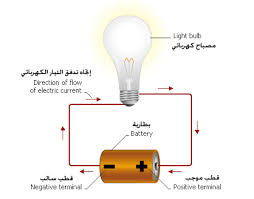 Light bulb
مصباح كهربائي
إتجاه تدفق التيار الكهربائي
Direction of flow
of electric current
بطارية
Battery
- +
قطب سالب
Negative terminal
قطب موجب
Positive terminal